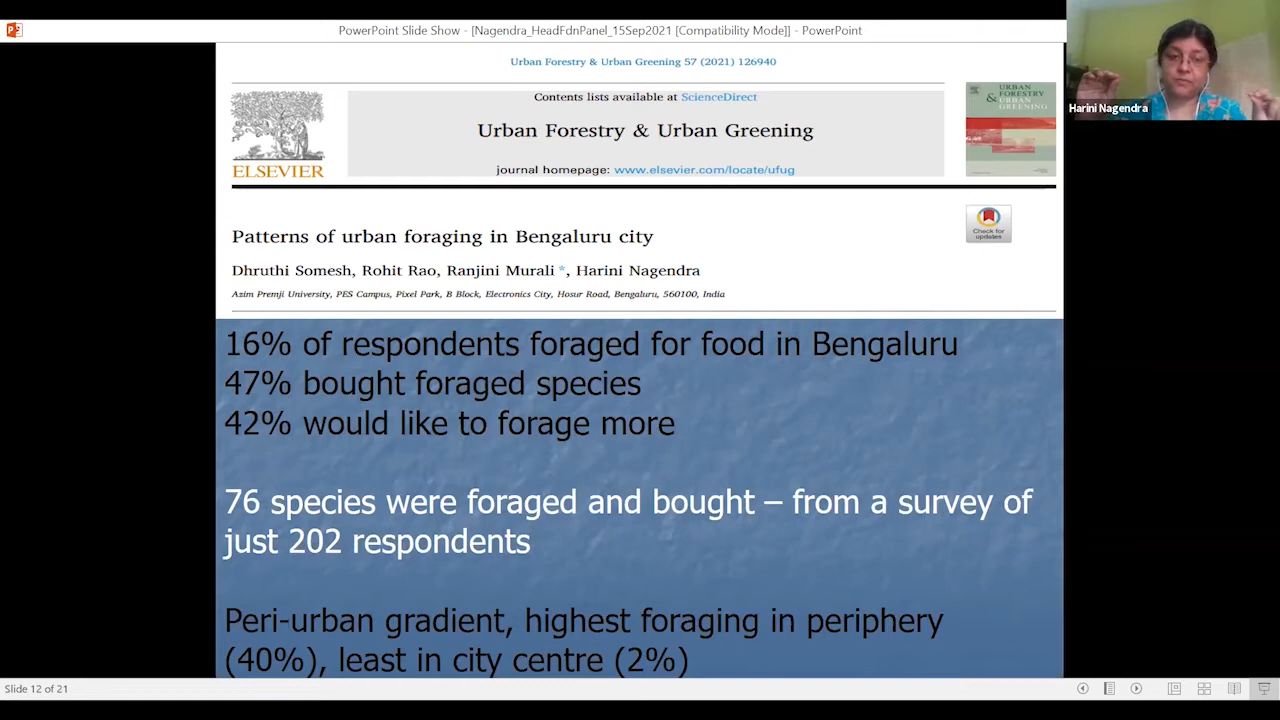 PowerPoint Slide Show - [Nagendra_HeadFdnPanel_15Sep2021 [Compatibility Mode]] - PowerPoint
Harini Nagendra
Urban Forestry & Urban Greening 57 (2021) 126940
Contents lists available at ScienceDirect
Urban Forestry & Urban Greening
journal homepage: www.elsevier.com/locate/ufug
ELSEVIER
URBAN
FORESTRY
& URBAN
GREENING
Patterns of urban foraging in Bengaluru city
Check for
updates
Dhruthi Somesh, Rohit Rao, Ranjini Murali *, Harini Nagendra
Azim Premji University, PES Campus, Pixel Park, B Block, Electronics City, Hosur Road, Bengaluru, 560100, India
16% of respondents foraged for food in Bengaluru
47% bought foraged species
42% would like to forage more
76 species were foraged and bought – from a survey of
just 202 respondents
Peri-urban gradient, highest foraging in periphery
(40%), least in city centre (2%)
Slide 12 of 21